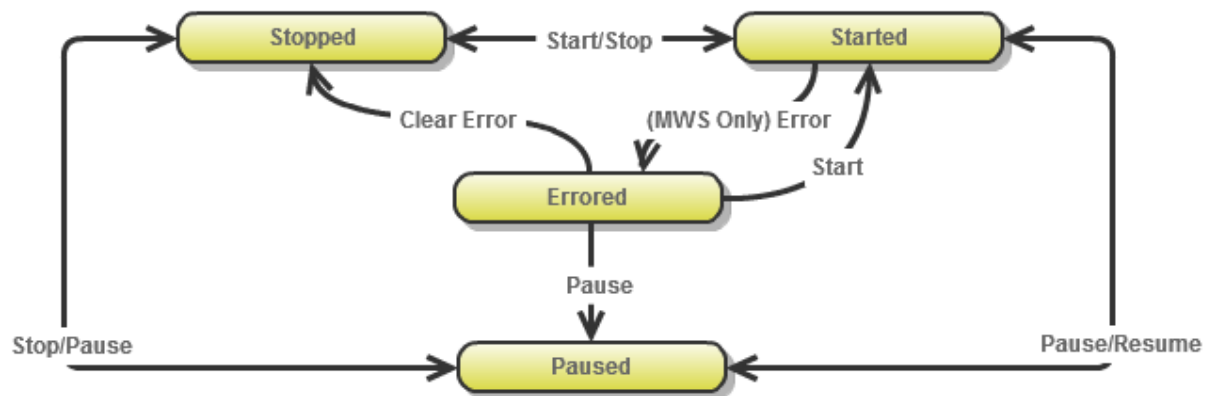 Stopped
Start/Stop
Started
Clear Error
(MWS Only) Error
Start
Errored
Pause
Stop/Pause
Pause/Resume
Paused